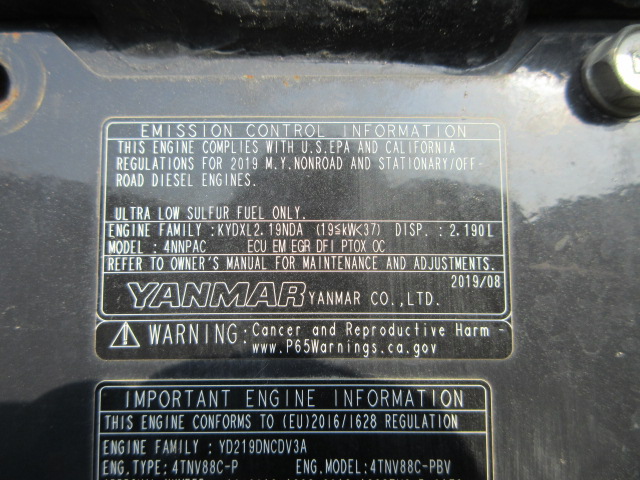 EMISSION CONTROL INFORMATION
THIS ENGINE COMPLIES WITH U.S.EPA AND CALIFORNIA
REGULATIONS FOR 2019 M.Y.NONROAD AND STATIONARY/OFF-
ROAD DIESEL ENGINES.
ULTRA LOW SULFUR FUEL ONLY.
ENGINE FAMILY :KYDXL2.19NDA (19≤kW<37) DISP. : 2.190L
MODEL : 4NNPAC ECU EM EGR DFI PTOX OC
REFER TO OWNER'S MANUAL FOR MAINTENANCE AND ADJUSTMENTS.
2019/08
YANMAR YANMAR CO.,LTD.
WARNING:Cancer and Reproductive Harm -
www.P65Warnings.ca.gov
IMPORTANT ENGINE INFORMATION
THIS ENGINE CONFORMS TO (EU)2016/1628 REGULATION
ENGINE FAMILY : YD219DNCDV3A
ENG.TYPE: 4TNV88C-P ENG.MODEL:4TNV88C-PBV